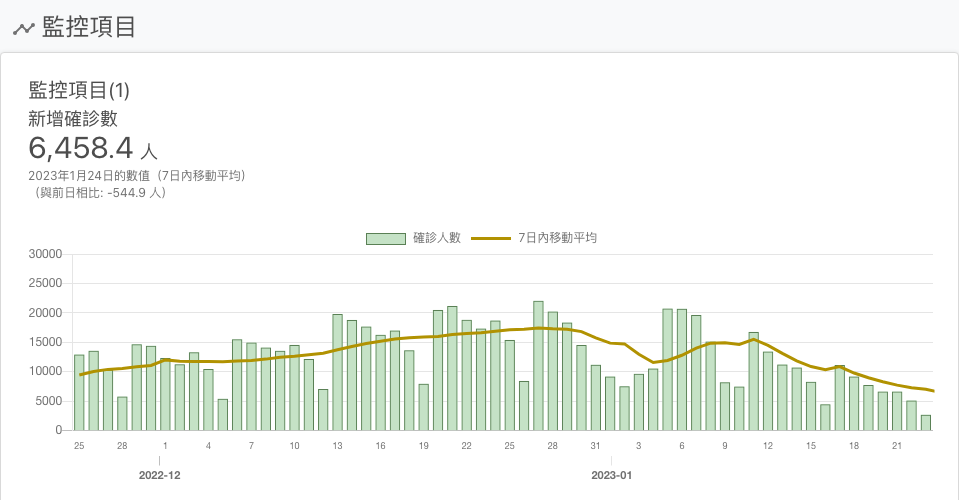 監控項目
監控項目(1)
新增確診數
6,458.4 人
2023年1月24日的數值（7日內移動平均）
（與前日相比: -544.9 人）
確診人數 7日內移動平均
30000
25000
20000
15000
10000
5000
0
25 28 1 4 7 10 13 16 19 22 25 28 31 3 6 9 12 15 18 21
2022-12 2023-01